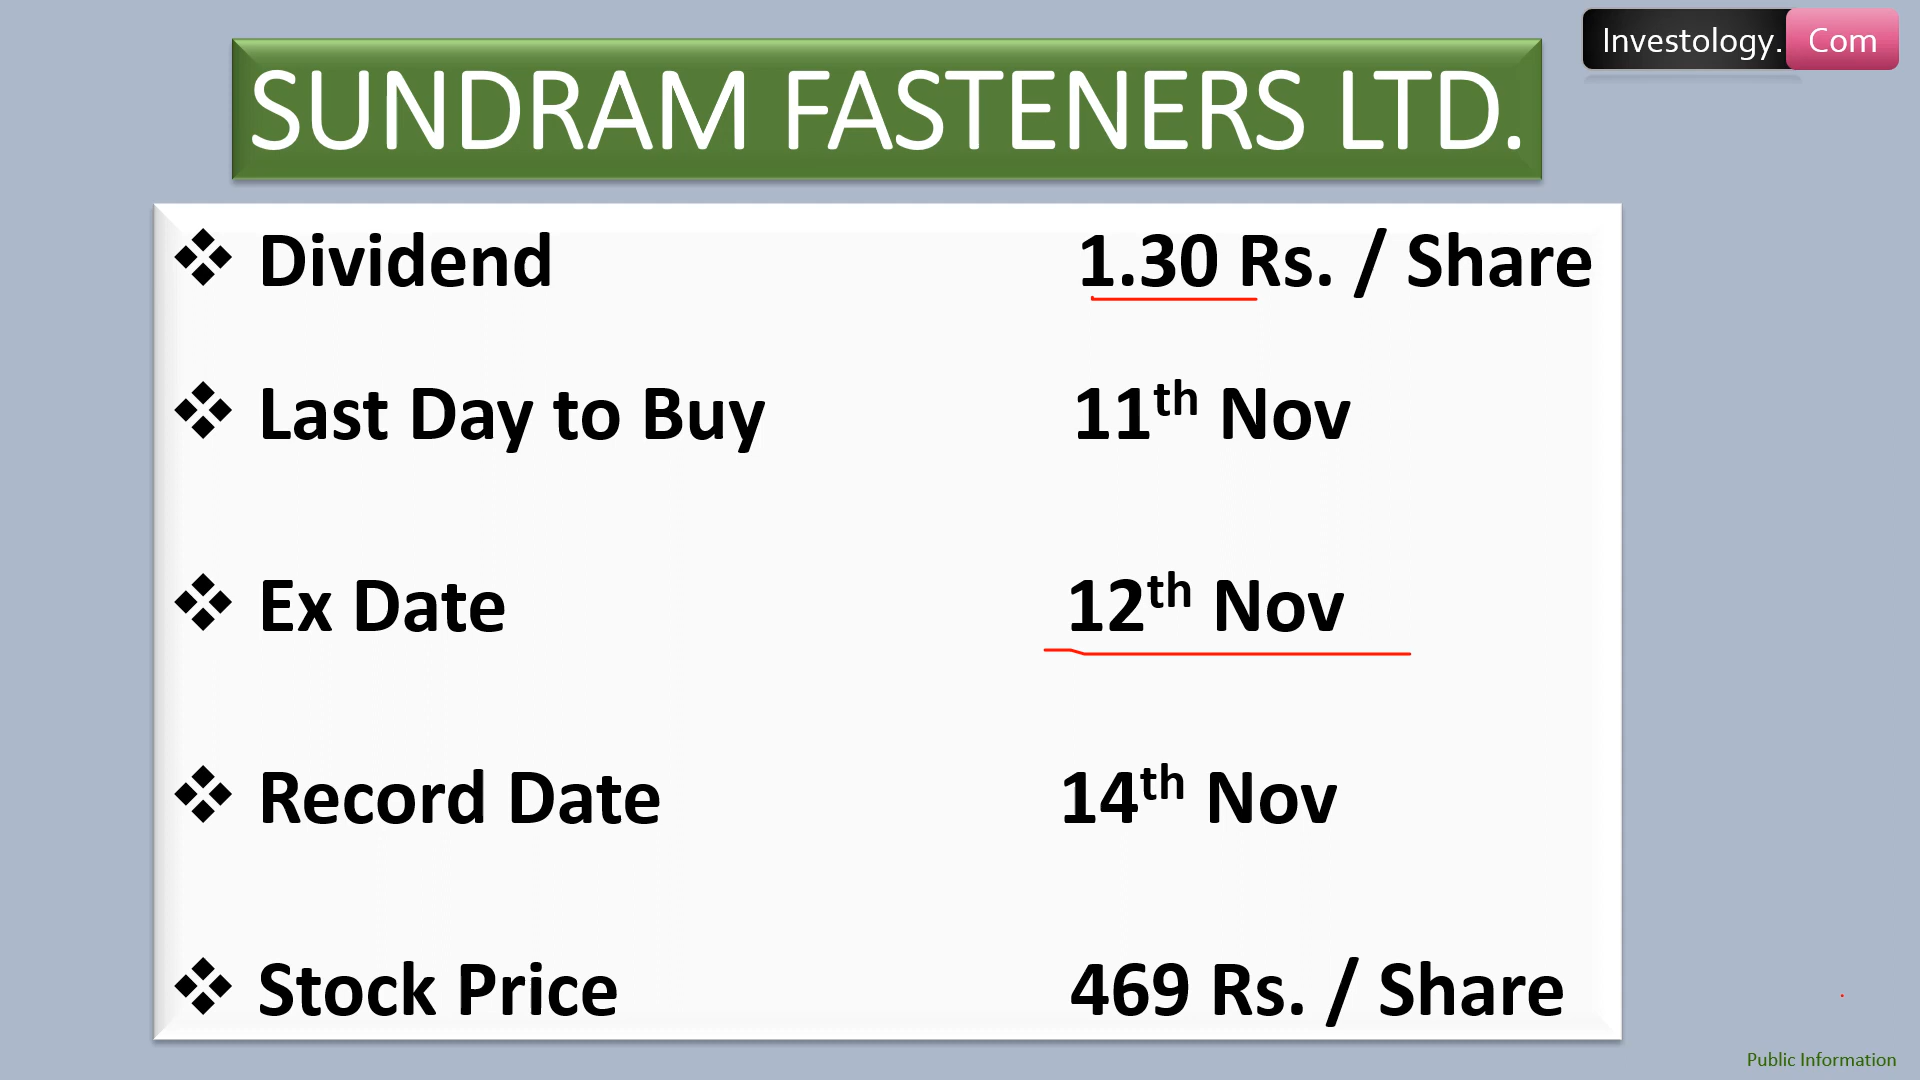 Investology. Com
SUNDRAM FASTENERS LTD.
❖ Dividend 1.30 Rs. / Share
❖ Last Day to Buy 11th Nov
❖ Ex Date 12th Nov
❖ Record Date 14th Nov
❖ Stock Price 469 Rs. / Share
Public Information